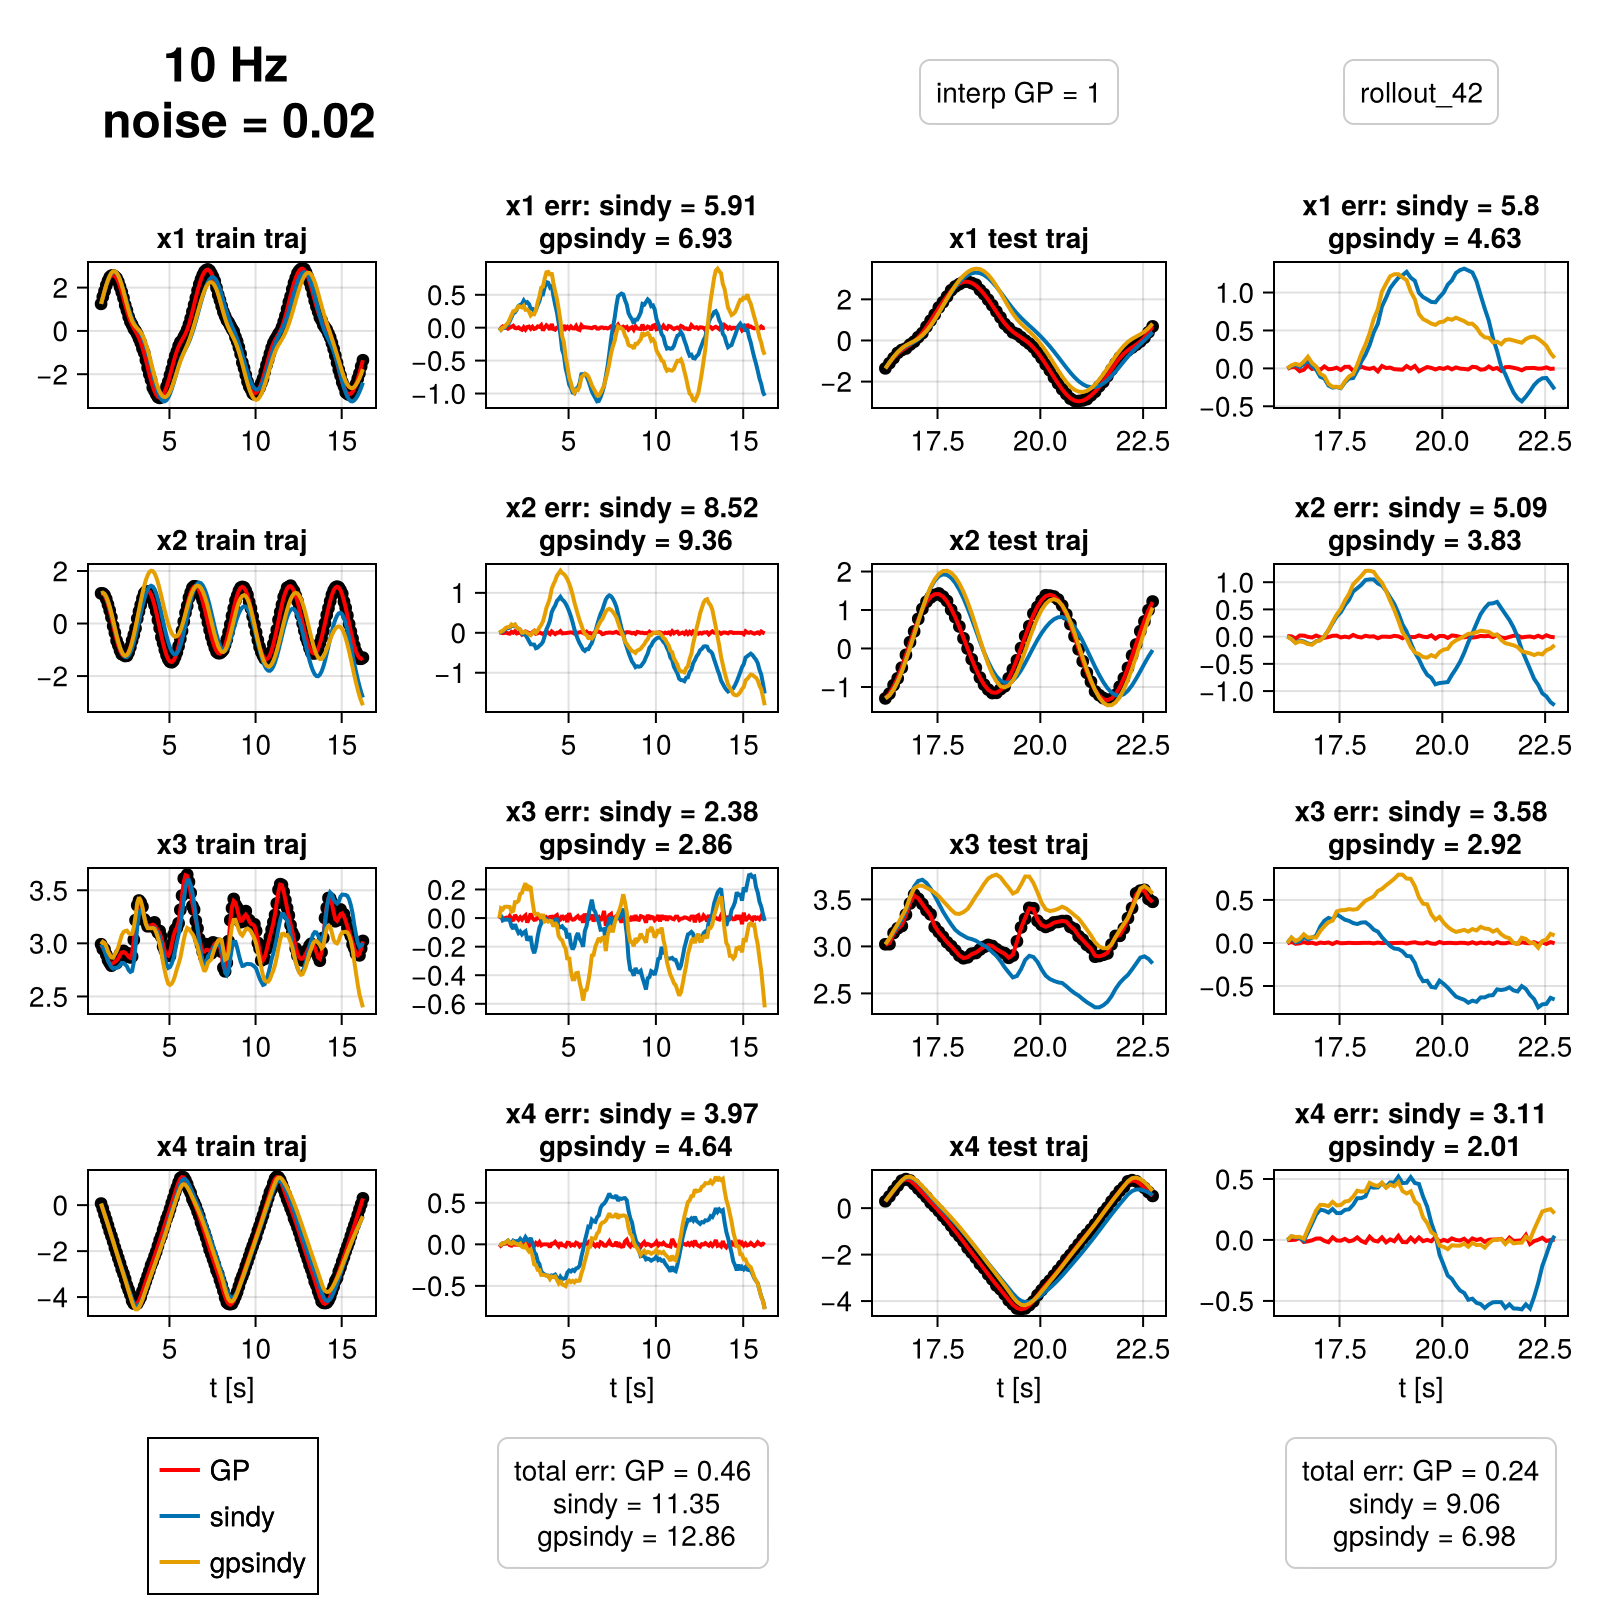 10 Hz
noise = 0.02
interp GP = 1
rollout_42
x1 train traj
2
0
−2
5
10
15
x1 err: sindy = 5.91
gpsindy = 6.93
0.5
0.0
−0.5
−1.0
5
10
15
x1 test traj
2
0
−2
17.5
20.0
22.5
x1 err: sindy = 5.8
gpsindy = 4.63
1.0
0.5
0.0
−0.5
17.5
20.0
22.5
x2 train traj
2
0
−2
5
10
15
x2 err: sindy = 8.52
gpsindy = 9.36
1
0
−1
5
10
15
x2 test traj
2
1
0
−1
17.5
20.0
22.5
x2 err: sindy = 5.09
gpsindy = 3.83
1.0
0.5
0.0
−0.5
−1.0
17.5
20.0
22.5
x3 train traj
3.5
3.0
2.5
5
10
15
x3 err: sindy = 2.38
gpsindy = 2.86
0.2
0.0
−0.2
−0.4
−0.6
5
10
15
x3 test traj
3.5
3.0
2.5
17.5
20.0
22.5
x3 err: sindy = 3.58
gpsindy = 2.92
0.5
0.0
−0.5
17.5
20.0
22.5
x4 train traj
0
−2
−4
5
10
15
t [s]
x4 err: sindy = 3.97
gpsindy = 4.64
0.5
0.0
−0.5
5
10
15
t [s]
x4 test traj
0
−2
−4
17.5
20.0
22.5
t [s]
x4 err: sindy = 3.11
gpsindy = 2.01
0.5
0.0
−0.5
17.5
20.0
22.5
t [s]
GP
sindy
gpsindy
total err: GP = 0.46
sindy = 11.35
gpsindy = 12.86
total err: GP = 0.24
sindy = 9.06
gpsindy = 6.98